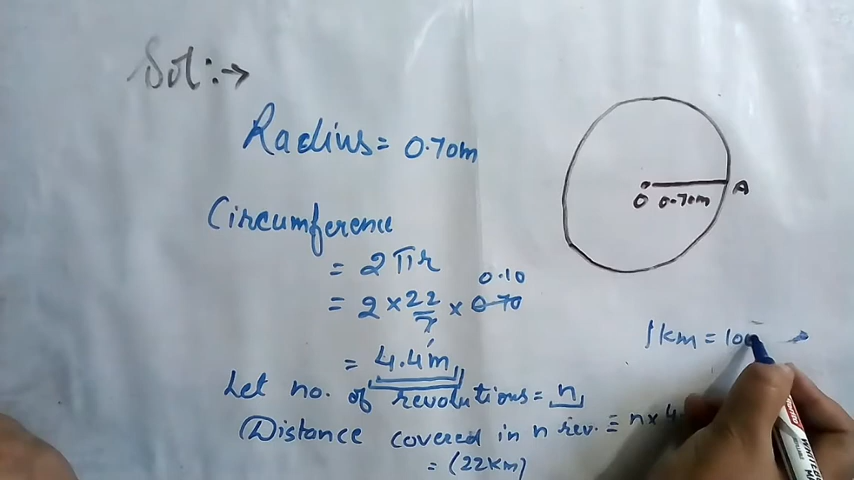 Sol:→
Radius = 0.70m
O 0.70m A
Circumference
= 2πr
0.10
= 2 × 22/7 × 0.70
= 4.4m
1km = 100
Let no. of revolutions = n
Distance covered in n rev. = n × 4.
= (22km)